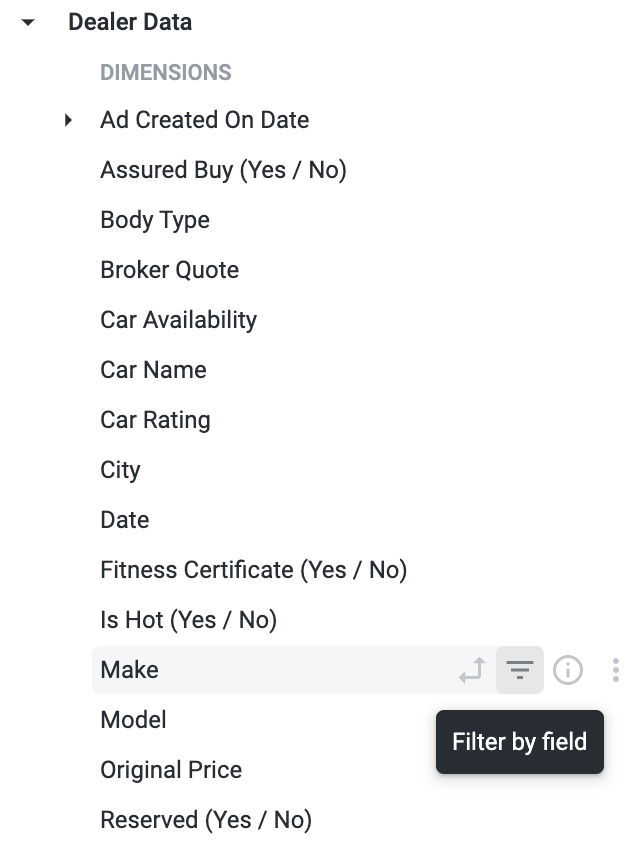 Dealer Data
DIMENSIONS
Ad Created On Date
Assured Buy (Yes / No)
Body Type
Broker Quote
Car Availability
Car Name
Car Rating
City
Date
Fitness Certificate (Yes / No)
Is Hot (Yes / No)
Make
Model
Filter by field
Original Price
Reserved (Yes / No)